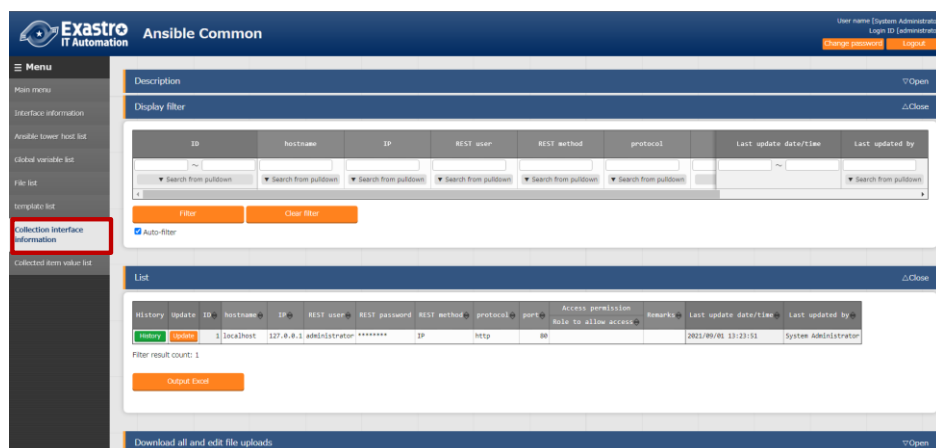 Exastro
IT Automation
Ansible Common
User name [System Administrato
Login ID [administrato
Change password
Logout
☰ Menu
Main menu
Interface information
Ansible tower host list
Global variable list
File list
template list
Collection interface
information
Collected item value list
Description
▽Open
Display filter
△Close
ID
hostname
IP
REST user
REST method
protocol
Last update date/time
Last updated by
~
~
▼ Search from pulldown
▼ Search from pulldown
▼ Search from pulldown
▼ Search from pulldown
▼ Search from pulldown
▼ Search from pulldown
▼ Search from pulldown
Filter
Clear filter
Auto-filter
List
△Close
History Update ID hostname IP REST user REST password REST method protocol port Access permission Remarks Last update date/time Last updated by
Role to allow access
History Update 1 localhost 127.0.0.1 administrator ******** IP http 80 2021/09/01 13:23:51 System Administrator
Filter result count: 1
Output Excel
Download all and edit file uploads
▽Open